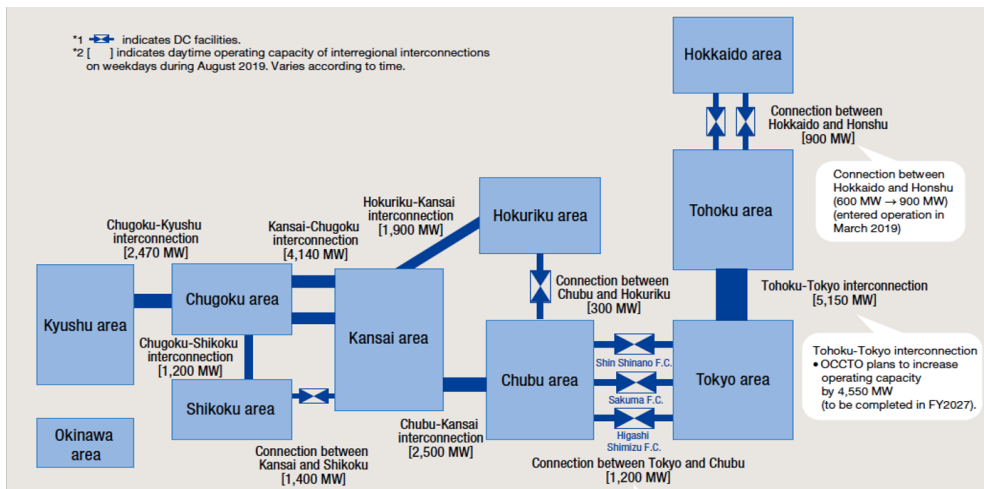 *1 indicates DC facilities.
*2 [ ] indicates daytime operating capacity of interregional interconnections
on weekdays during August 2019. Varies according to time.
Hokkaido area
Connection between
Hokkaido and Honshu
[900 MW]
Connection between
Hokkaido and Honshu
(600 MW → 900 MW)
(entered operation in
March 2019)
Tohoku area
Hokuriku-Kansai
interconnection
[1,900 MW]
Hokuriku area
Chugoku-Kyushu
interconnection
[2,470 MW]
Kansai-Chugoku
interconnection
[4,140 MW]
Connection between
Chubu and Hokuriku
[300 MW]
Tohoku-Tokyo interconnection
[5,150 MW]
Kyushu area
Chugoku area
Kansai area
Chugoku-Shikoku
interconnection
[1,200 MW]
Shikoku area
Chubu area
Shin Shinano F.C.
Sakuma F.C.
Higashi
Shimizu F.C.
Tokyo area
Tohoku-Tokyo interconnection
• OCCTO plans to increase
operating capacity
by 4,550 MW
(to be completed in FY2027).
Okinawa
area
Connection between
Kansai and Shikoku
[1,400 MW]
Chubu-Kansai
interconnection
[2,500 MW]
Connection between Tokyo and Chubu
[1,200 MW]